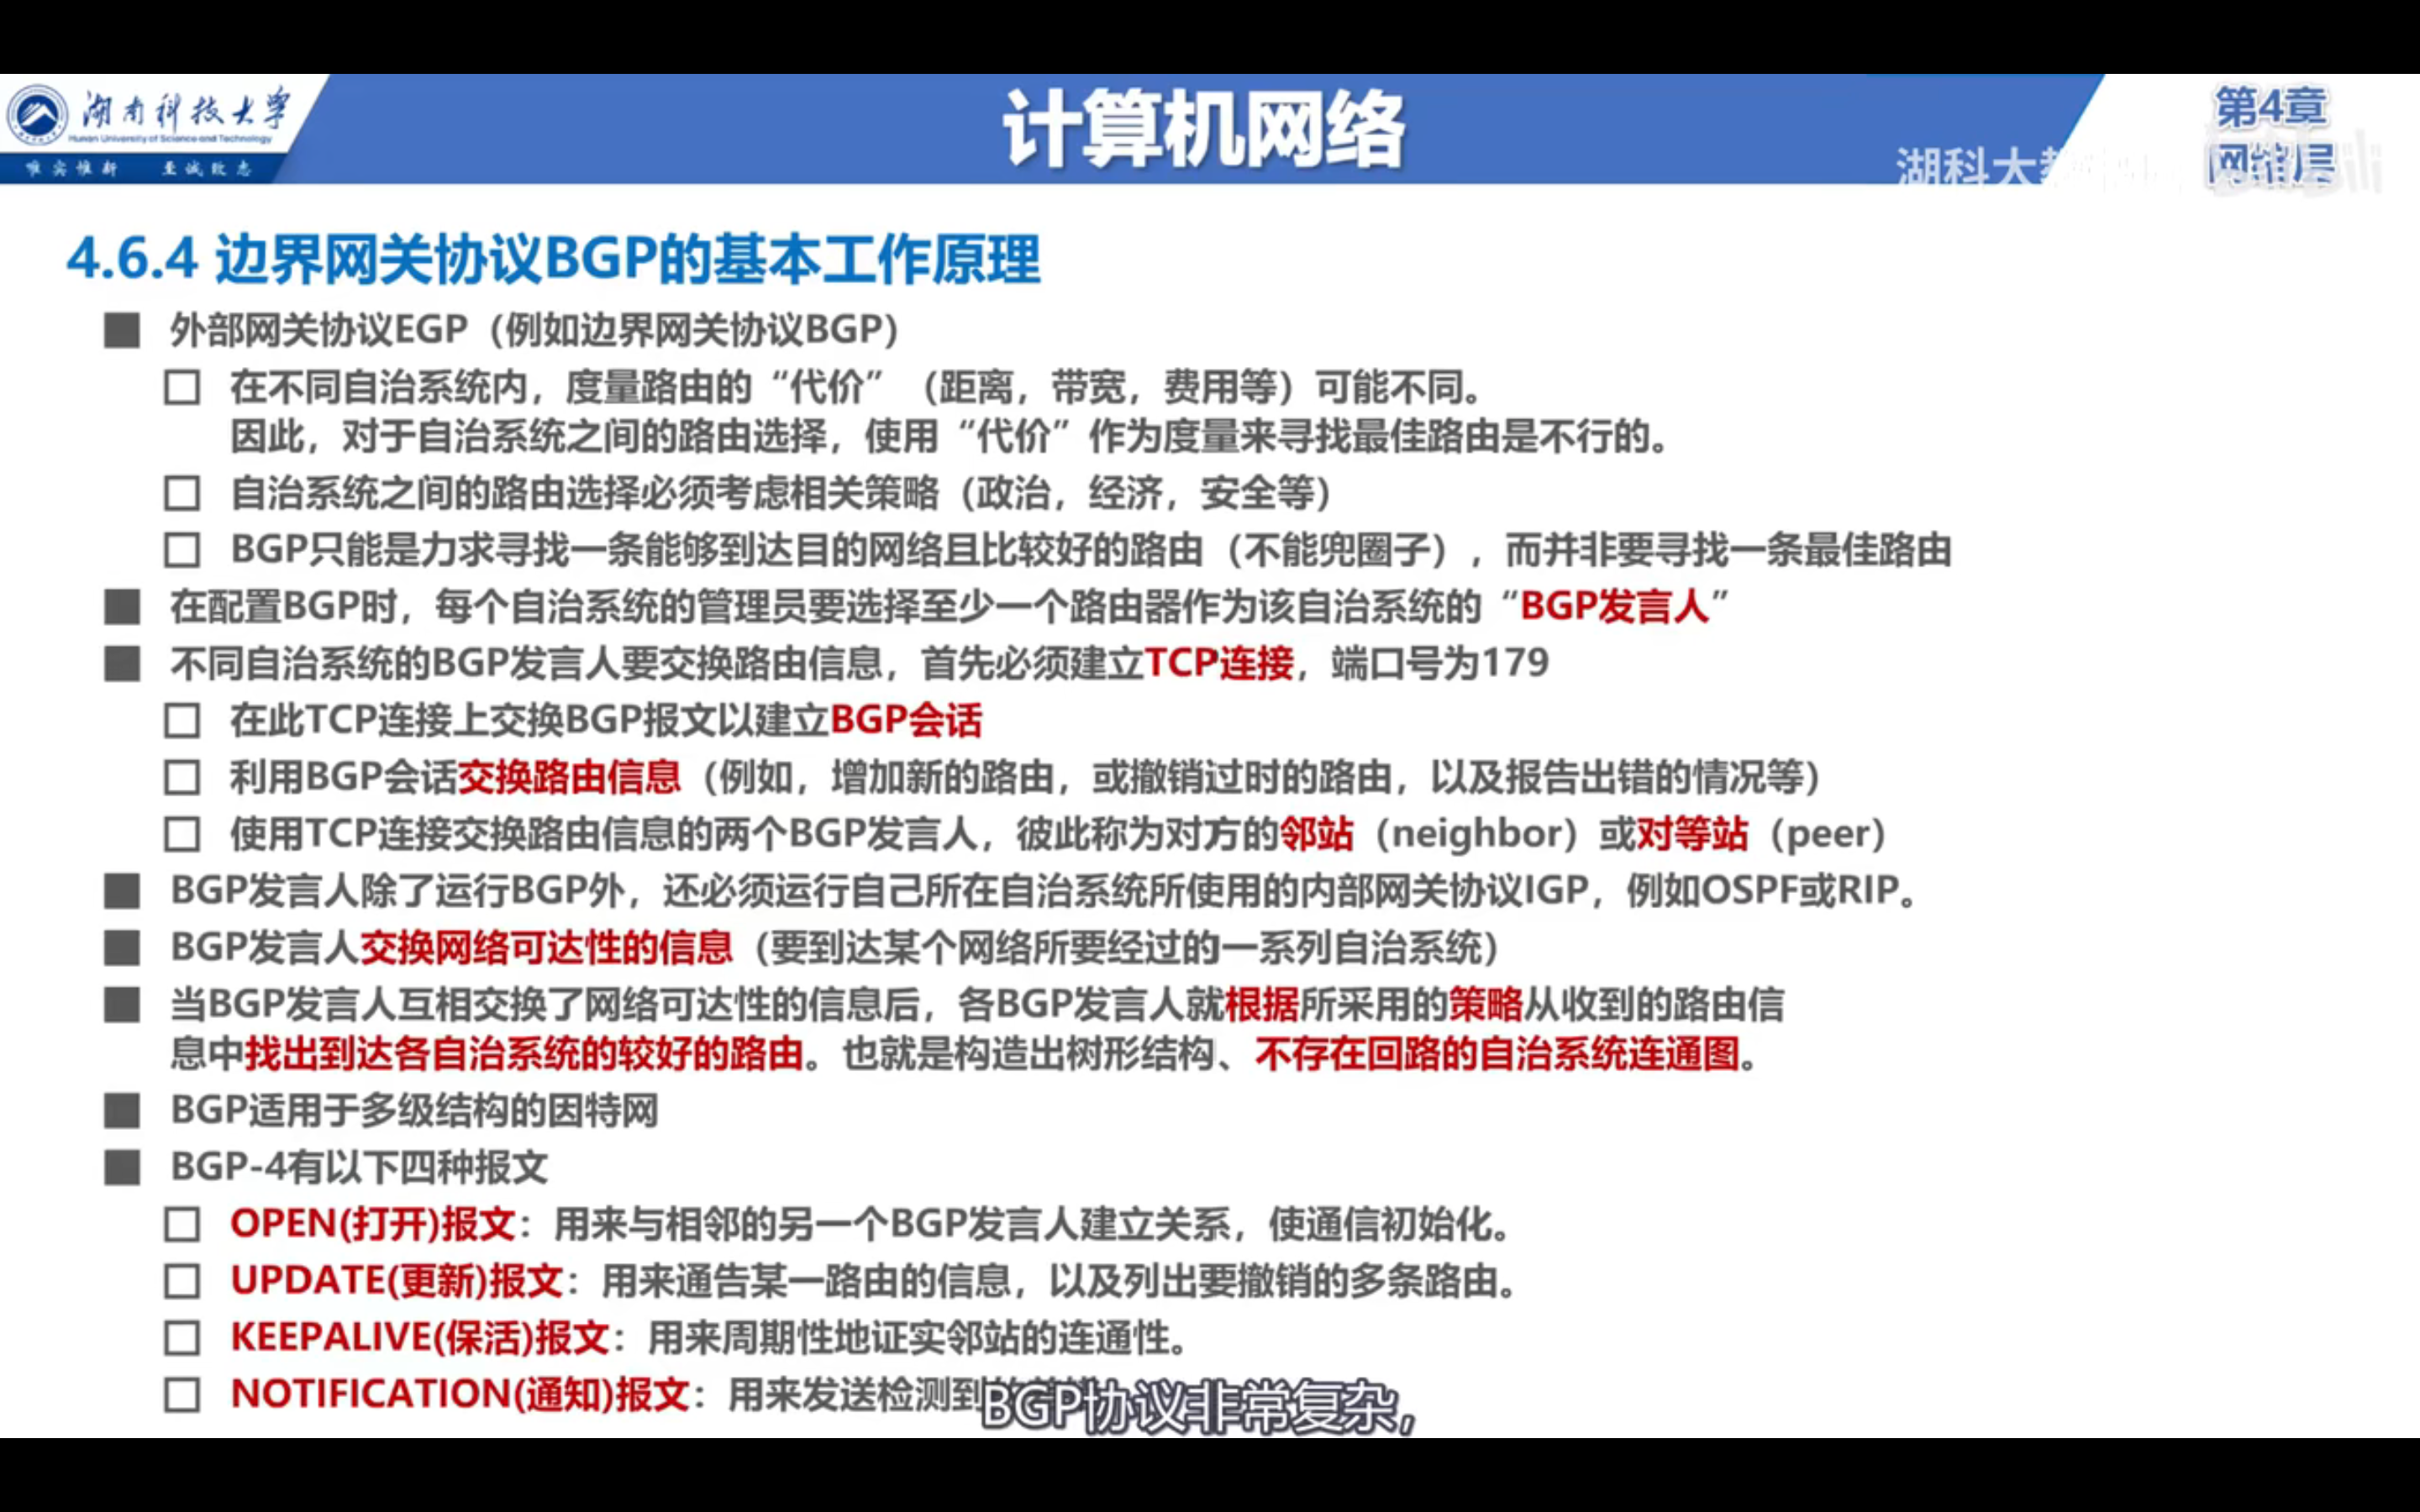 湖南科技大学
Hunan University of Science and Technology
唯实惟新 至诚致志
计算机网络
第4章
网络层
湖科大
4.6.4 边界网关协议BGP的基本工作原理
外部网关协议EGP（例如边界网关协议BGP）
在不同自治系统内，度量路由的“代价”（距离，带宽，费用等）可能不同。
因此，对于自治系统之间的路由选择，使用“代价”作为度量来寻找最佳路由是不行的。
自治系统之间的路由选择必须考虑相关策略（政治，经济，安全等）
BGP只能是力求寻找一条能够到达目的网络且比较好的路由（不能兜圈子），而并非要寻找一条最佳路由
在配置BGP时，每个自治系统的管理员要选择至少一个路由器作为该自治系统的“BGP发言人”
不同自治系统的BGP发言人要交换路由信息，首先必须建立TCP连接，端口号为179
在此TCP连接上交换BGP报文以建立BGP会话
利用BGP会话交换路由信息（例如，增加新的路由，或撤销过时的路由，以及报告出错的情况等）
使用TCP连接交换路由信息的两个BGP发言人，彼此称为对方的邻站（neighbor）或对等站（peer）
BGP发言人除了运行BGP外，还必须运行自己所在自治系统所使用的内部网关协议IGP，例如OSPF或RIP。
BGP发言人交换网络可达性的信息（要到达某个网络所要经过的一系列自治系统）
当BGP发言人互相交换了网络可达性的信息后，各BGP发言人就根据所采用的策略从收到的路由信
息中找出到达各自治系统的较好的路由。也就是构造出树形结构、不存在回路的自治系统连通图。
BGP适用于多级结构的因特网
BGP-4有以下四种报文
OPEN(打开)报文：用来与相邻的另一个BGP发言人建立关系，使通信初始化。
UPDATE(更新)报文：用来通告某一路由的信息，以及列出要撤销的多条路由。
KEEPALIVE(保活)报文：用来周期性地证实邻站的连通性。
NOTIFICATION(通知)报文：用来发送检测到
BGP协议非常复杂，